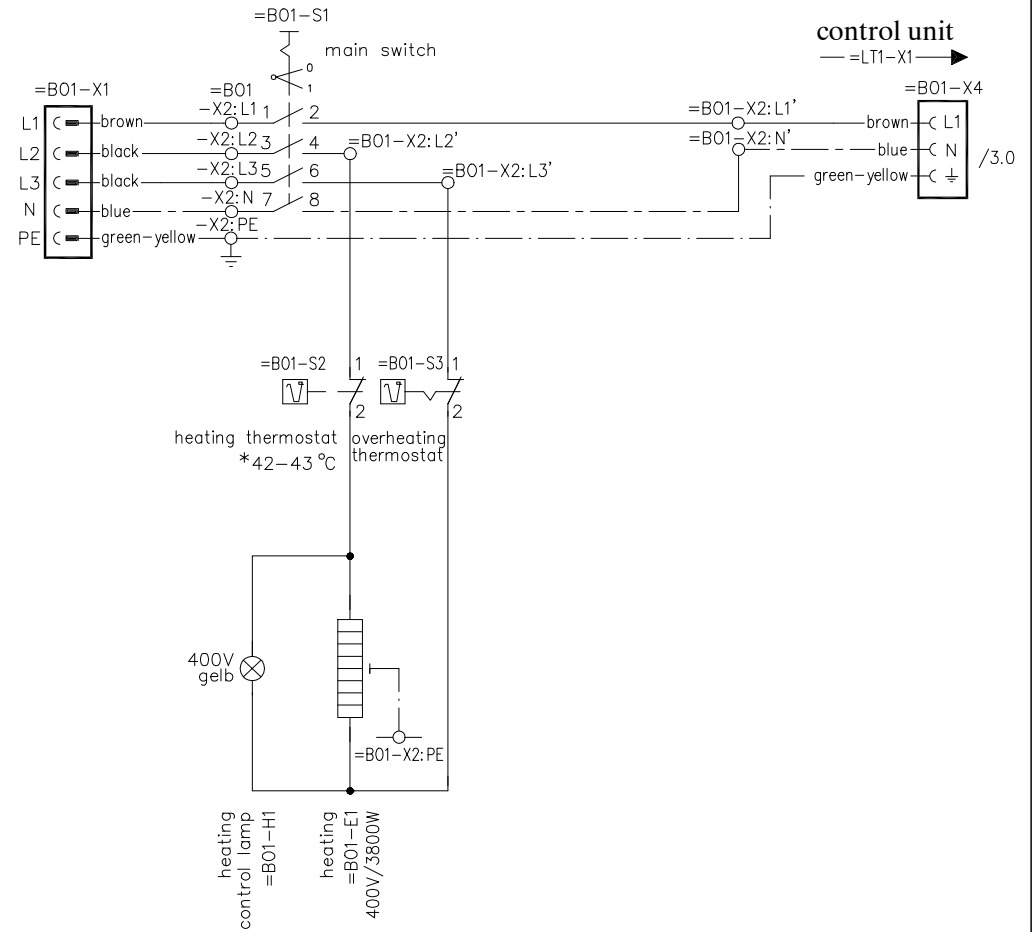 =B01-S1
main switch
0
1
control unit
=LT1-X1
=B01-X1
=B01
=B01-X4
-X2:L1 1 2
=B01-X2:L1'
L1 brown
brown L1
-X2:L2 3 4
=B01-X2:L2'
=B01-X2:N'
L2 black
blue N
/3.0
-X2:L3 5 6
=B01-X2:L3'
L3 black
green-yellow
-X2:N 7 8
N blue
-X2:PE
PE green-yellow
=B01-S2 1
=B01-S3 1
2
2
heating thermostat
*42-43°C
overheating
thermostat
400V
gelb
=B01-X2:PE
heating
control lamp
=B01-H1
heating
=B01-E1
400V/3800W